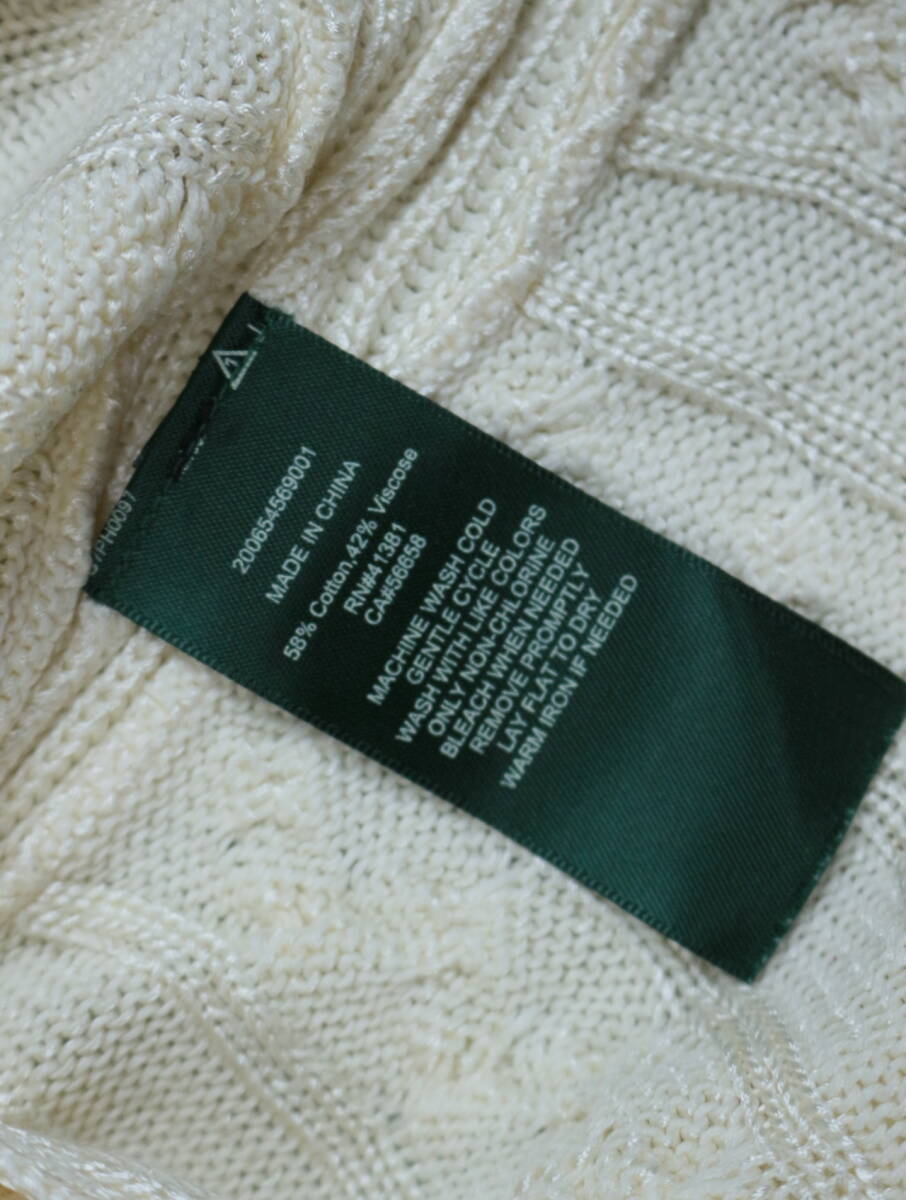 200654569001
MADE IN CHINA
58% Cotton,42% Viscose
RN#41381
CA#56658
MACHINE WASH COLD
GENTLE CYCLE
WASH WITH LIKE COLORS
ONLY NON-CHLORINE
BLEACH WHEN NEEDED
REMOVE PROMPTLY
LAY FLAT TO DRY
WARM IRON IF NEEDED